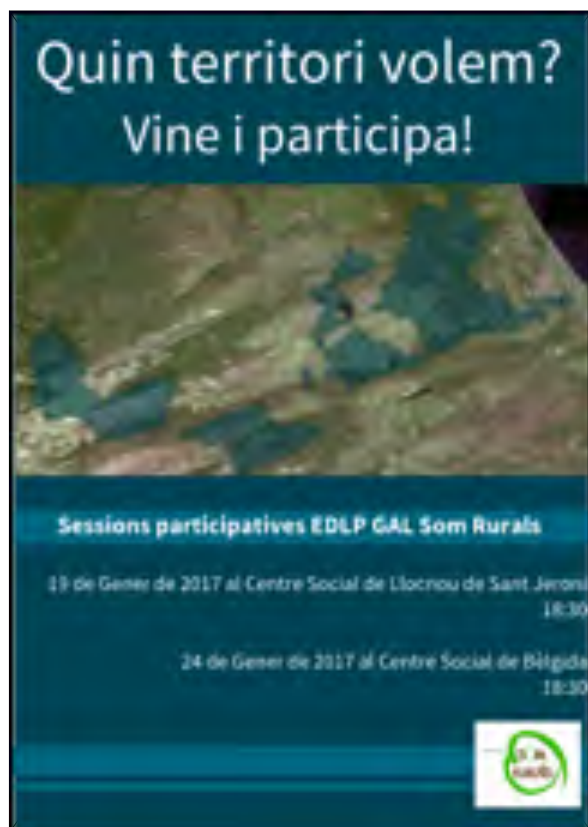 Quin territori volem?
Vine i participa!
Sessions participatives EDLP GAL Som Rurals
19 de Gener de 2017 al Centre Social de Llocnou de Sant Jeroni
18:30
24 de Gener de 2017 al Centre Social de Bèlgida
18:30